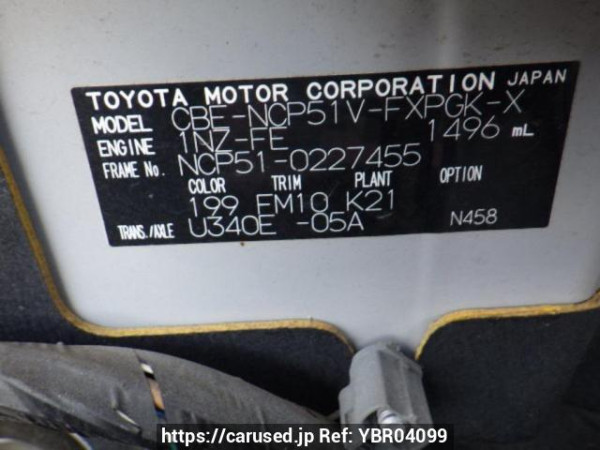 TOYOTA MOTOR CORPORATION JAPAN
MODEL CBE-NCP51V-FXPGK-X
ENGINE 1NZ-FE 1496 mL
FRAME No. NCP51-0227455
COLOR TRIM PLANT OPTION
199 FM10 K21
TRANS./AXLE U340E -05A N458
https://carused.jp Ref: YBR04099